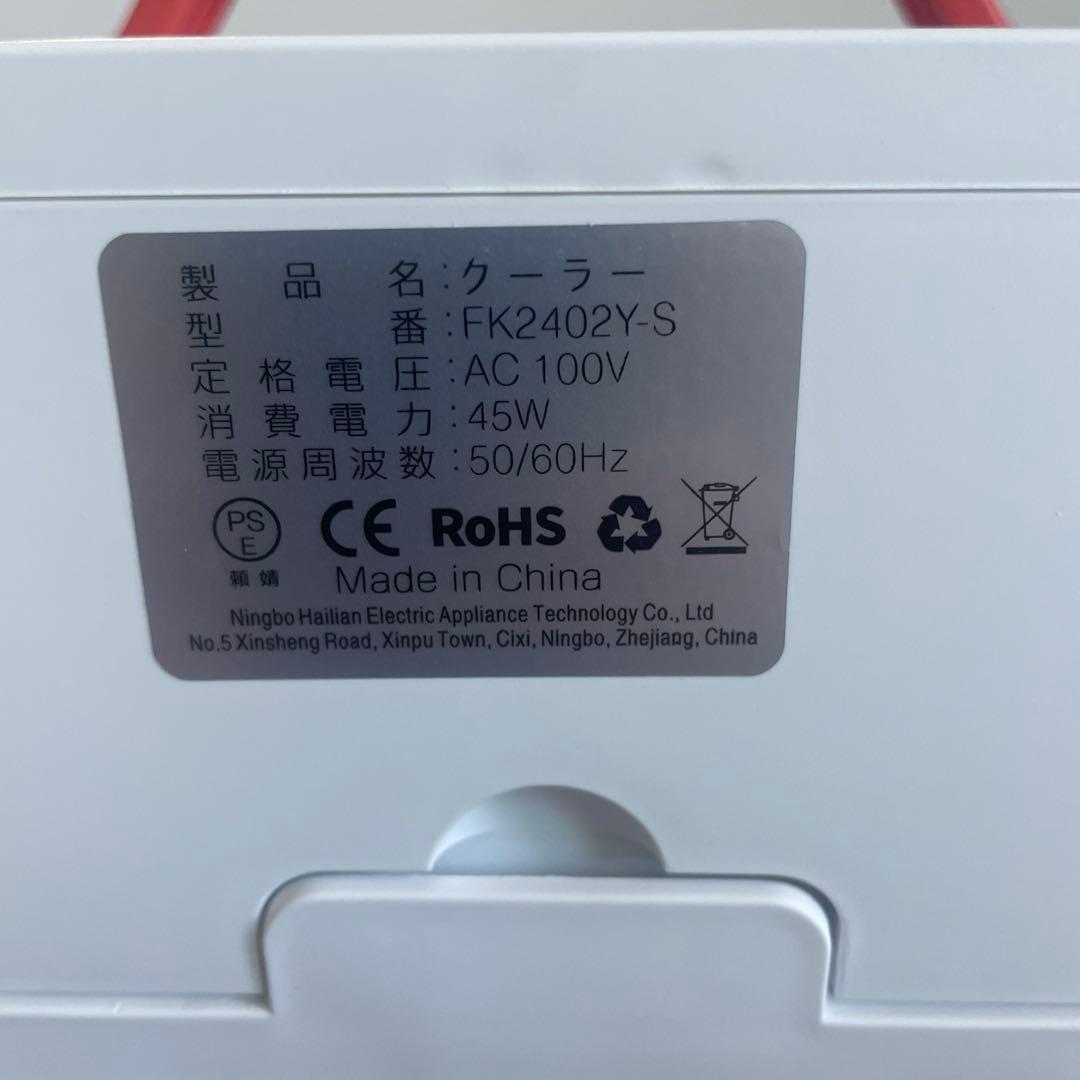 製品名:クーラー
型番:FK2402Y-S
定格電圧:AC 100V
消費電力:45W
電源周波数:50/60Hz
PSE CE RoHS
頼婧
Made in China
Ningbo Hailian Electric Appliance Technology Co., Ltd
No.5 Xinsheng Road, Xinpu Town, Cixi, Ningbo, Zhejiang, China